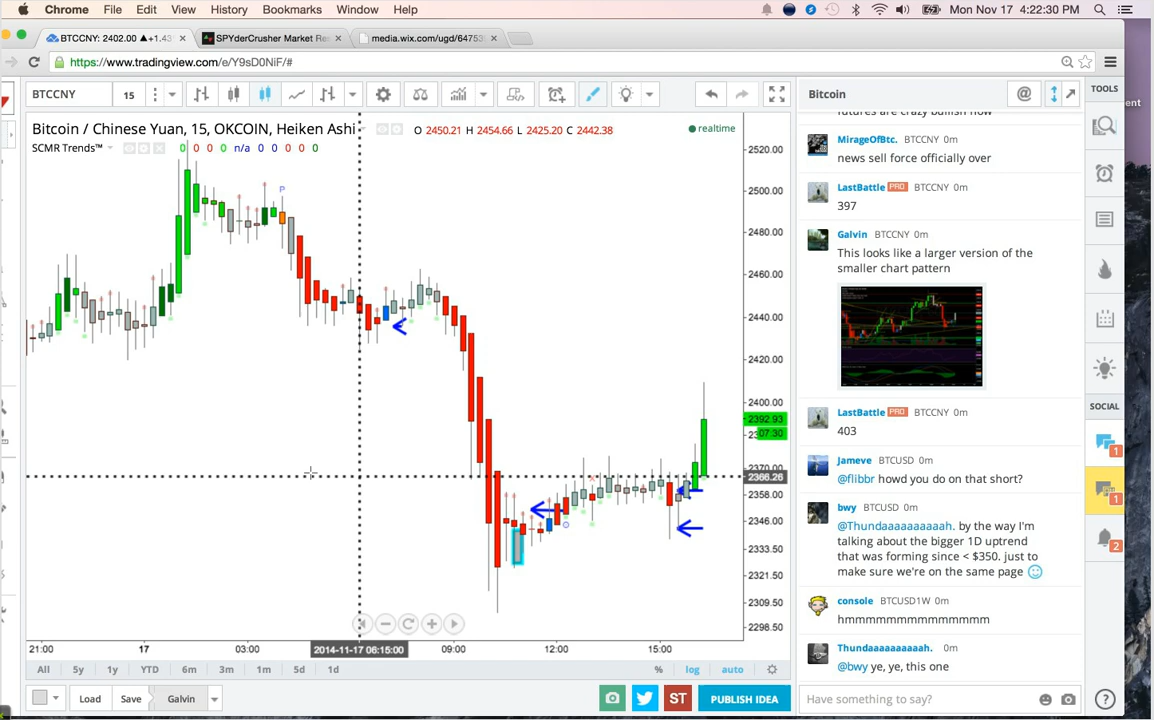 Chrome File Edit View History Bookmarks Window Help Mon Nov 17 4:22:30 PM
BTCCNY: 2402.00 ▲+1.43 × SPYderCrusher Market Re × media.wix.com/ugd/6475 ×
https://www.tradingview.com/e/Y9sD0NiF/#
BTCCNY 15
Bitcoin
TOOLS
Bitcoin / Chinese Yuan, 15, OKCOIN, Heiken Ashi O 2450.21 H 2454.66 L 2425.20 C 2442.38
realtime
SCMR Trends™ 0 0 0 0 n/a 0 0 0 0 0
2520.00
2500.00
2480.00
2460.00
2440.00
2420.00
2400.00
2392.93
07:30
2370.00
2366.26
2358.00
2346.00
2333.50
2321.50
2309.50
2298.50
P
21:00 17 03:00 2014-11-17 06:15:00 09:00 12:00 15:00
All 5y 1y YTD 6m 3m 1m 5d 1d % log auto
Load Save Galvin ST PUBLISH IDEA
MirageOfBtc. BTCCNY 0m
news sell force officially over
LastBattle PRO BTCCNY 0m
397
Galvin BTCCNY 0m
This looks like a larger version of the
smaller chart pattern
LastBattle PRO BTCCNY 0m
403
Jameve BTCUSD 0m
@flibbr howd you do on that short?
bwy BTCUSD 0m
@Thundaaaaaaaaaah. by the way I'm
talking about the bigger 1D uptrend
that was forming since < $350. just to
make sure we're on the same page
console BTCUSD1W 0m
hmmmmmmmmmmmmmm
Thundaaaaaaaaaah. 0m
@bwy ye, ye, this one
Have something to say?
SOCIAL
1
1
2